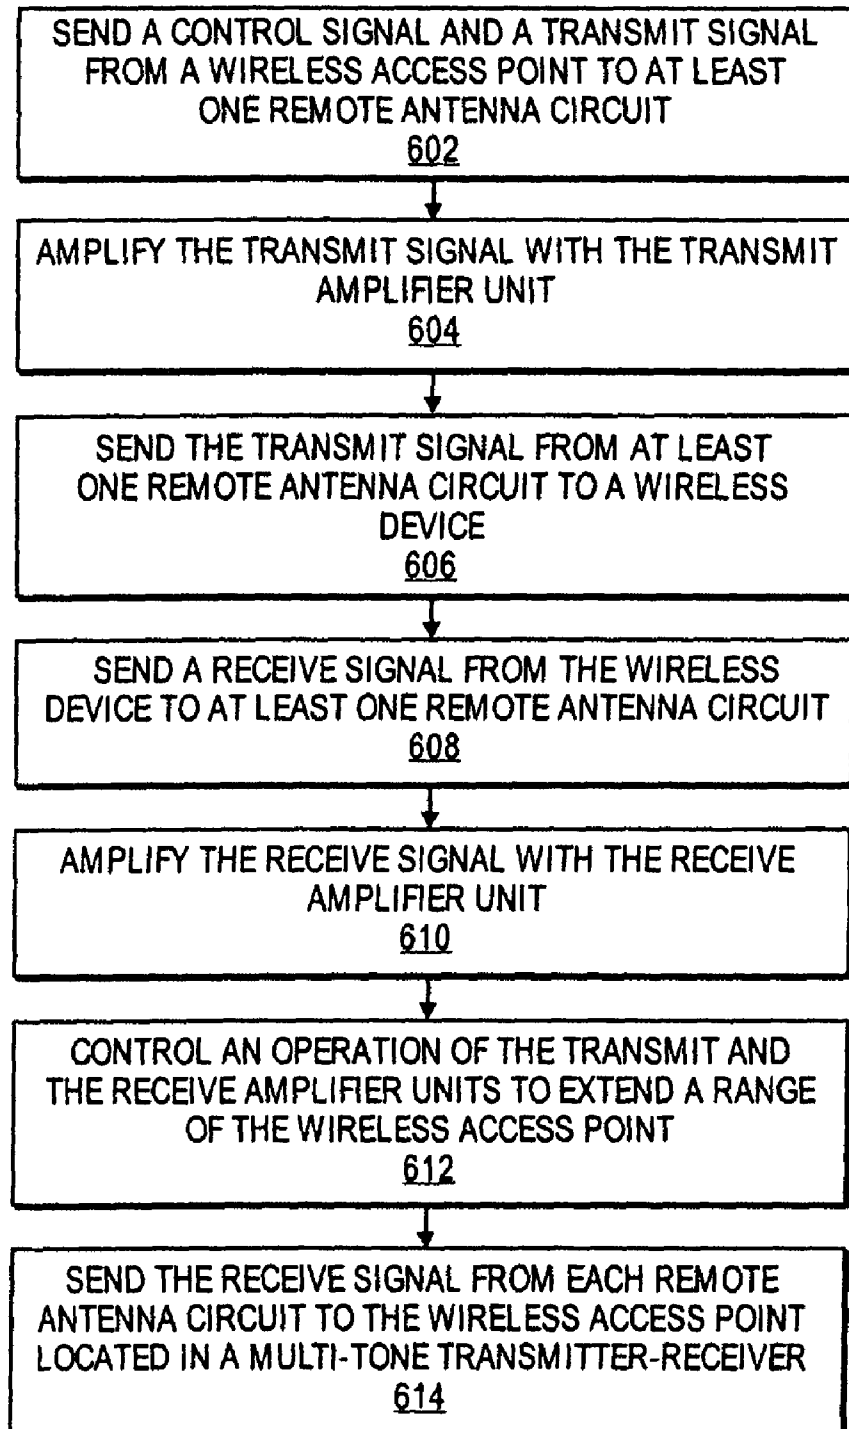 SEND A CONTROL SIGNAL AND A TRANSMIT SIGNAL
FROM A WIRELESS ACCESS POINT TO AT LEAST
ONE REMOTE ANTENNA CIRCUIT
602
AMPLIFY THE TRANSMIT SIGNAL WITH THE TRANSMIT
AMPLIFIER UNIT
604
SEND THE TRANSMIT SIGNAL FROM AT LEAST
ONE REMOTE ANTENNA CIRCUIT TO A WIRELESS
DEVICE
606
SEND A RECEIVE SIGNAL FROM THE WIRELESS
DEVICE TO AT LEAST ONE REMOTE ANTENNA CIRCUIT
608
AMPLIFY THE RECEIVE SIGNAL WITH THE RECEIVE
AMPLIFIER UNIT
610
CONTROL AN OPERATION OF THE TRANSMIT AND
THE RECEIVE AMPLIFIER UNITS TO EXTEND A RANGE
OF THE WIRELESS ACCESS POINT
612
SEND THE RECEIVE SIGNAL FROM EACH REMOTE
ANTENNA CIRCUIT TO THE WIRELESS ACCESS POINT
LOCATED IN A MULTI-TONE TRANSMITTER-RECEIVER
614